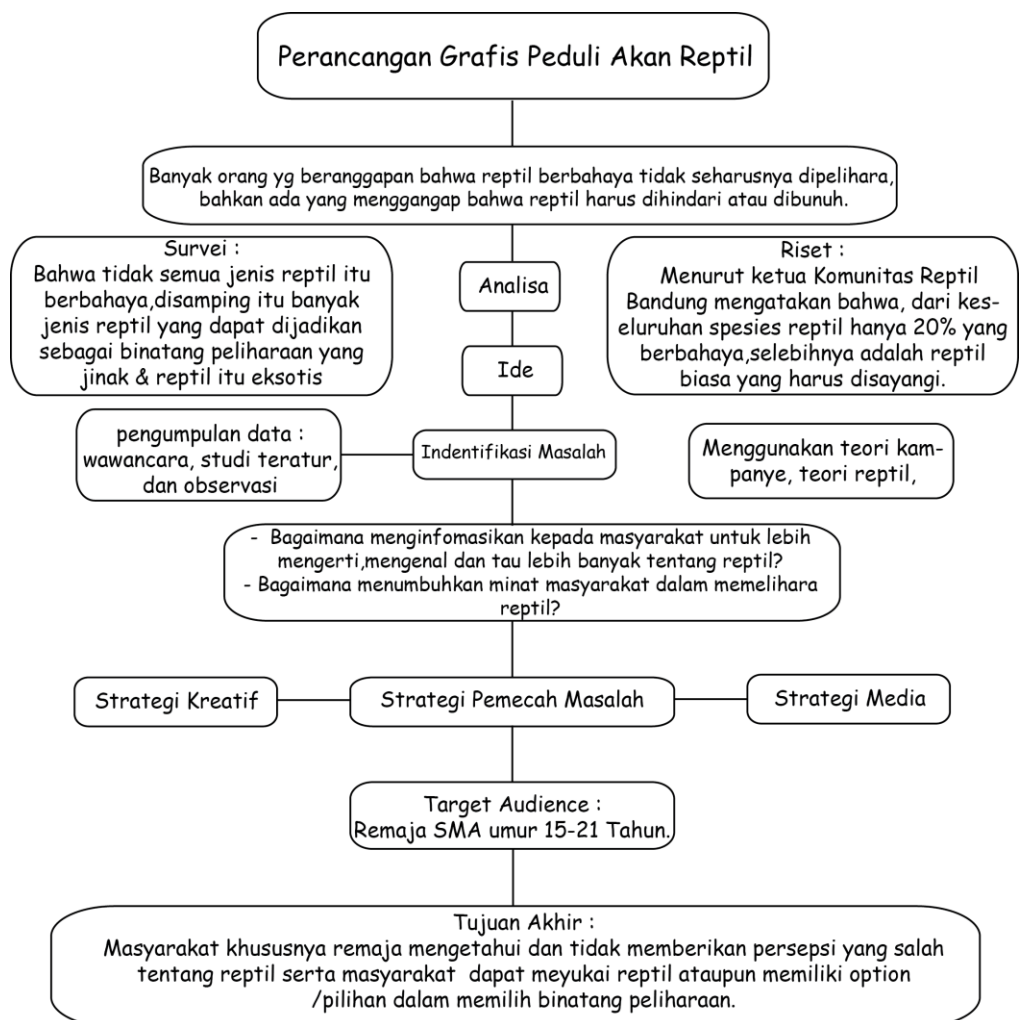 Perancangan Grafis Peduli Akan Reptil
Banyak orang yg beranggapan bahwa reptil berbahaya tidak seharusnya dipelihara,
bahkan ada yang menggangap bahwa reptil harus dihindari atau dibunuh.
Survei :
Bahwa tidak semua jenis reptil itu
berbahaya,disamping itu banyak
jenis reptil yang dapat dijadikan
sebagai binatang peliharaan yang
jinak & reptil itu eksotis
Analisa
Ide
Riset :
Menurut ketua Komunitas Reptil
Bandung mengatakan bahwa, dari kes-
eluruhan spesies reptil hanya 20% yang
berbahaya,selebihnya adalah reptil
biasa yang harus disayangi.
pengumpulan data :
wawancara, studi teratur,
dan observasi
Indentifikasi Masalah
Menggunakan teori kam-
panye, teori reptil,
- Bagaimana menginfomasikan kepada masyarakat untuk lebih
mengerti,mengenal dan tau lebih banyak tentang reptil?
- Bagaimana menumbuhkan minat masyarakat dalam memelihara
reptil?
Strategi Kreatif
Strategi Pemecah Masalah
Strategi Media
Target Audience :
Remaja SMA umur 15-21 Tahun.
Tujuan Akhir :
Masyarakat khususnya remaja mengetahui dan tidak memberikan persepsi yang salah
tentang reptil serta masyarakat dapat meyukai reptil ataupun memiliki option
/pilihan dalam memilih binatang peliharaan.